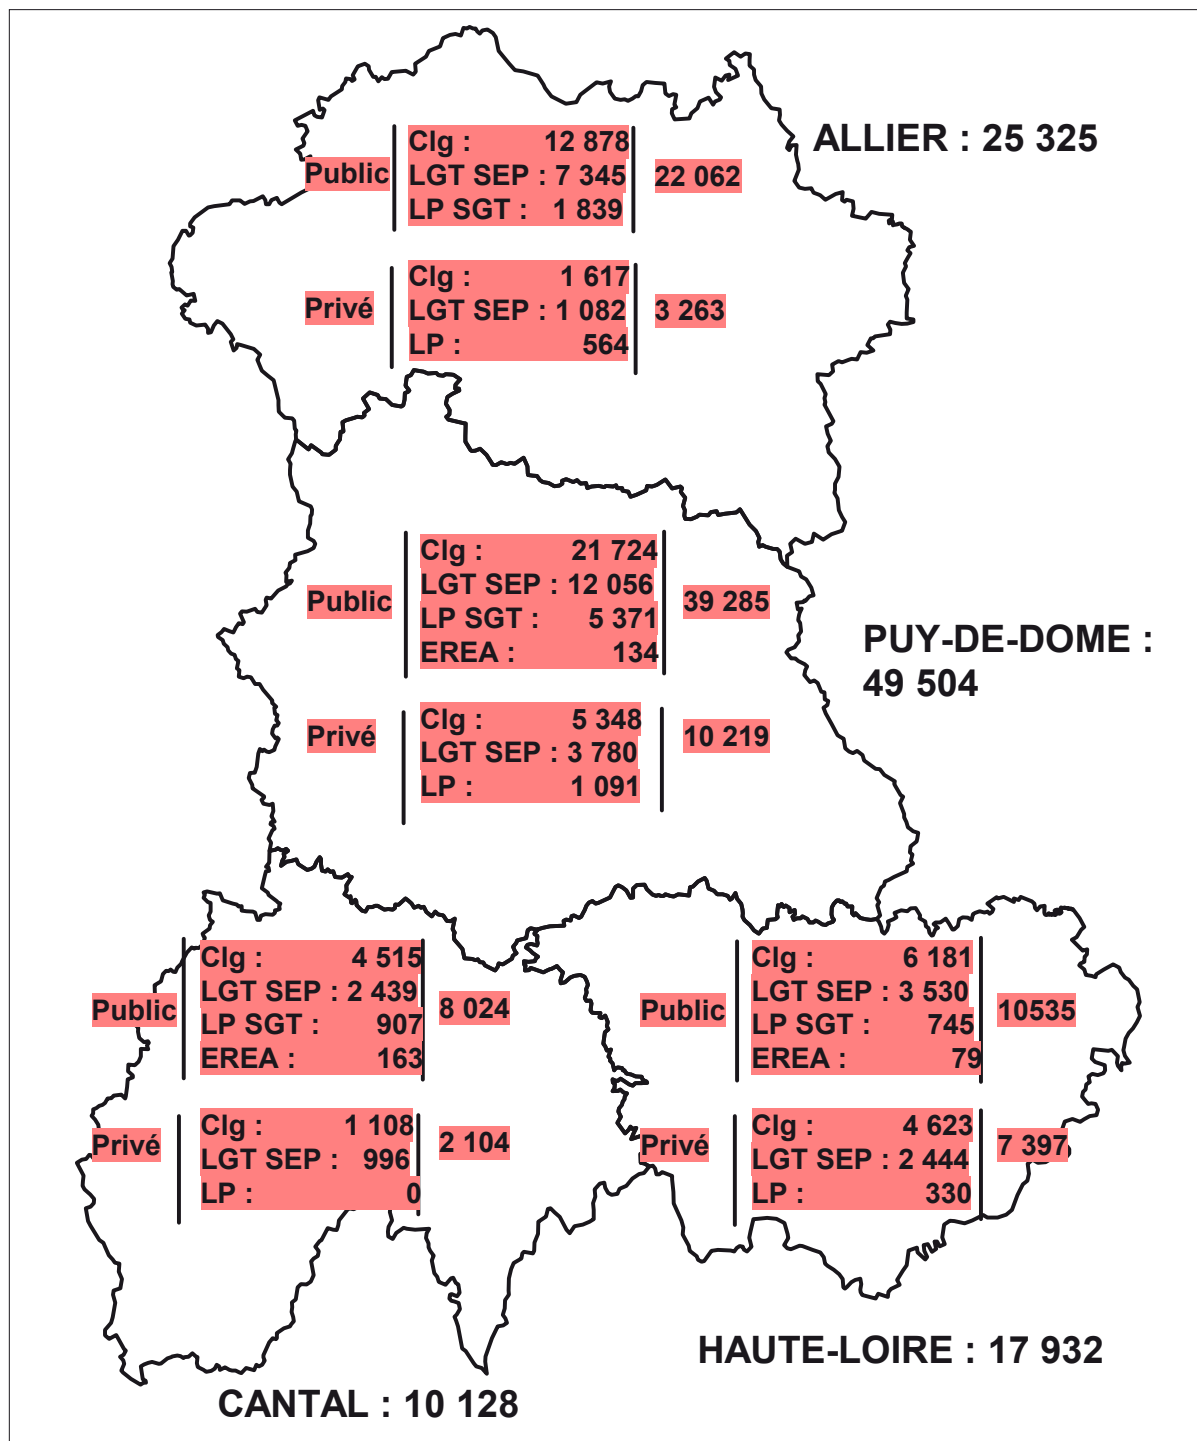 ALLIER : 25 325
Public
Clg : 12 878
LGT SEP : 7 345
LP SGT : 1 839
22 062
Privé
Clg : 1 617
LGT SEP : 1 082
LP : 564
3 263
PUY-DE-DOME :
49 504
Public
Clg : 21 724
LGT SEP : 12 056
LP SGT : 5 371
EREA : 134
39 285
Privé
Clg : 5 348
LGT SEP : 3 780
LP : 1 091
10 219
Public
Clg : 4 515
LGT SEP : 2 439
LP SGT : 907
EREA : 163
8 024
Privé
Clg : 1 108
LGT SEP : 996
LP : 0
2 104
CANTAL : 10 128
Public
Clg : 6 181
LGT SEP : 3 530
LP SGT : 745
EREA : 79
10535
Privé
Clg : 4 623
LGT SEP : 2 444
LP : 330
7 397
HAUTE-LOIRE : 17 932